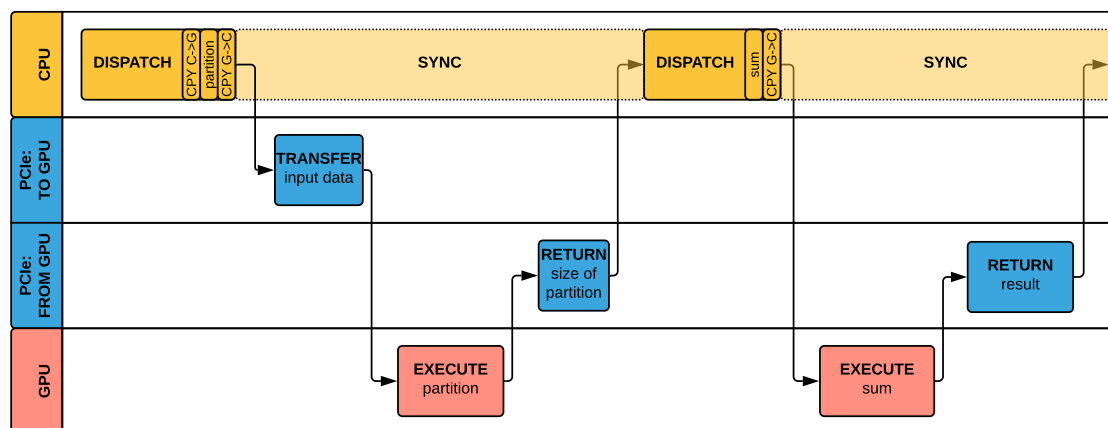 CPU
DISPATCH
CPY C->G
partition
CPY G->C
SYNC
DISPATCH
sum
CPY G->C
SYNC
PCIe:
TO GPU
TRANSFER
input data
PCIe:
FROM GPU
RETURN
size of
partition
RETURN
result
GPU
EXECUTE
partition
EXECUTE
sum